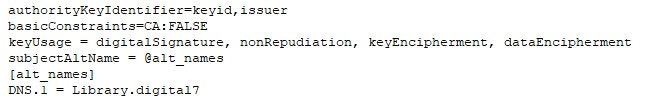 authorityKeyIdentifier=keyid,issuer
basicConstraints=CA:FALSE
keyUsage = digitalSignature, nonRepudiation, keyEncipherment, dataEncipherment
subjectAltName = @alt_names
[alt_names]
DNS.1 = Library.digital7